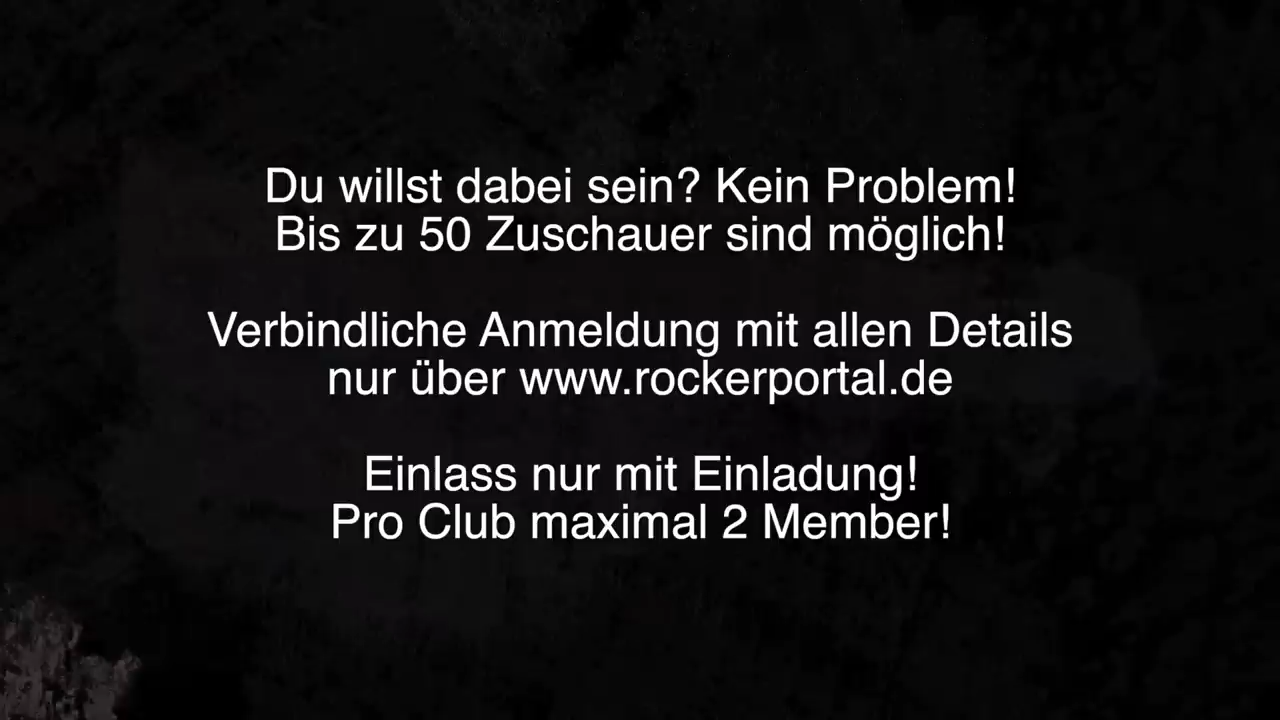 Du willst dabei sein? Kein Problem!
Bis zu 50 Zuschauer sind möglich!
Verbindliche Anmeldung mit allen Details
nur über www.rockerportal.de
Einlass nur mit Einladung!
Pro Club maximal 2 Member!